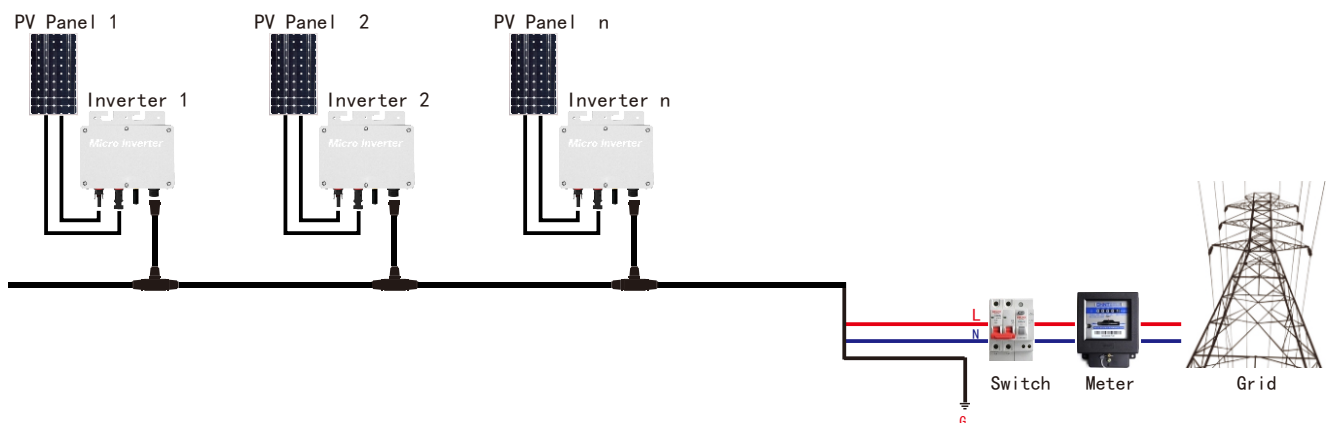 PV Panel 1
PV Panel 2
PV Panel n
Inverter 1
Inverter 2
Inverter n
Micro Inverter
Micro Inverter
Micro Inverter
L
N
Switch
Meter
Grid
G